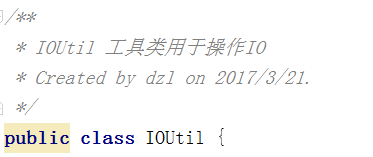 /**
* IOUtil 工具类用于操作IO
* Created by dzl on 2017/3/21.
*/
public class IOUtil {